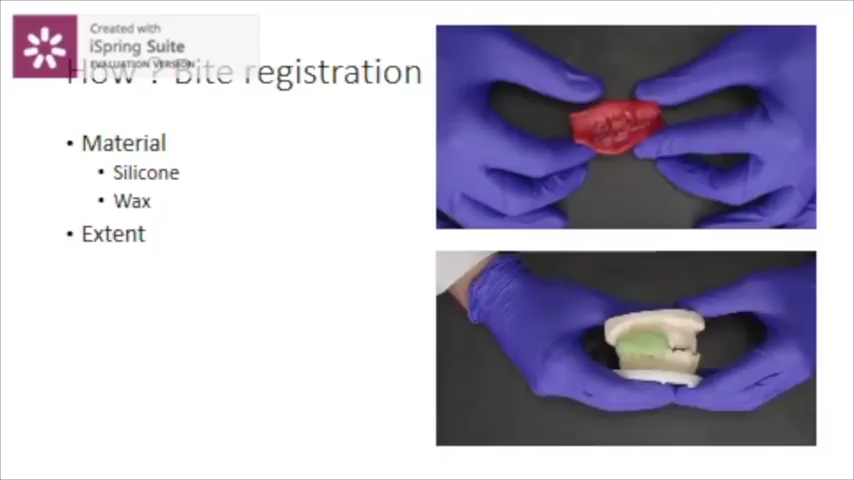 Created with
iSpring Suite
EVALUATION VERSION
How ? Bite registration
• Material
• Silicone
• Wax
• Extent